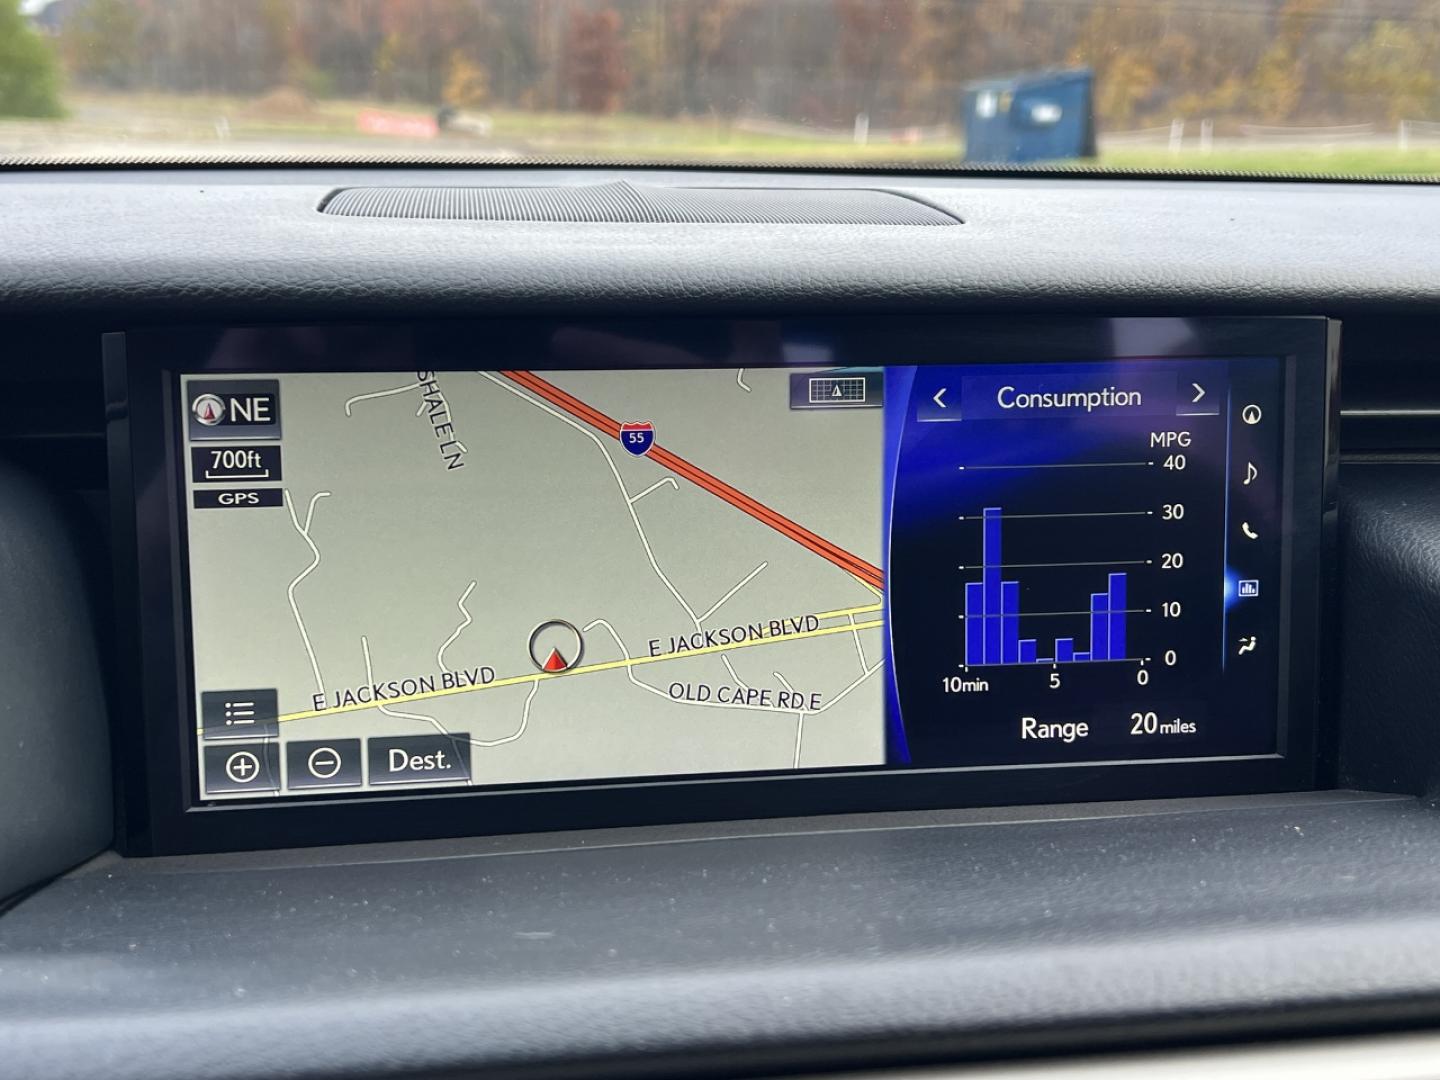 NE
700ft
GPS
SHALE LN
55
E JACKSON BLVD
E JACKSON BLVD
OLD CAPE RD E
Dest.
Consumption
MPG
40
30
20
10
0
10min 5 0
Range 20 miles